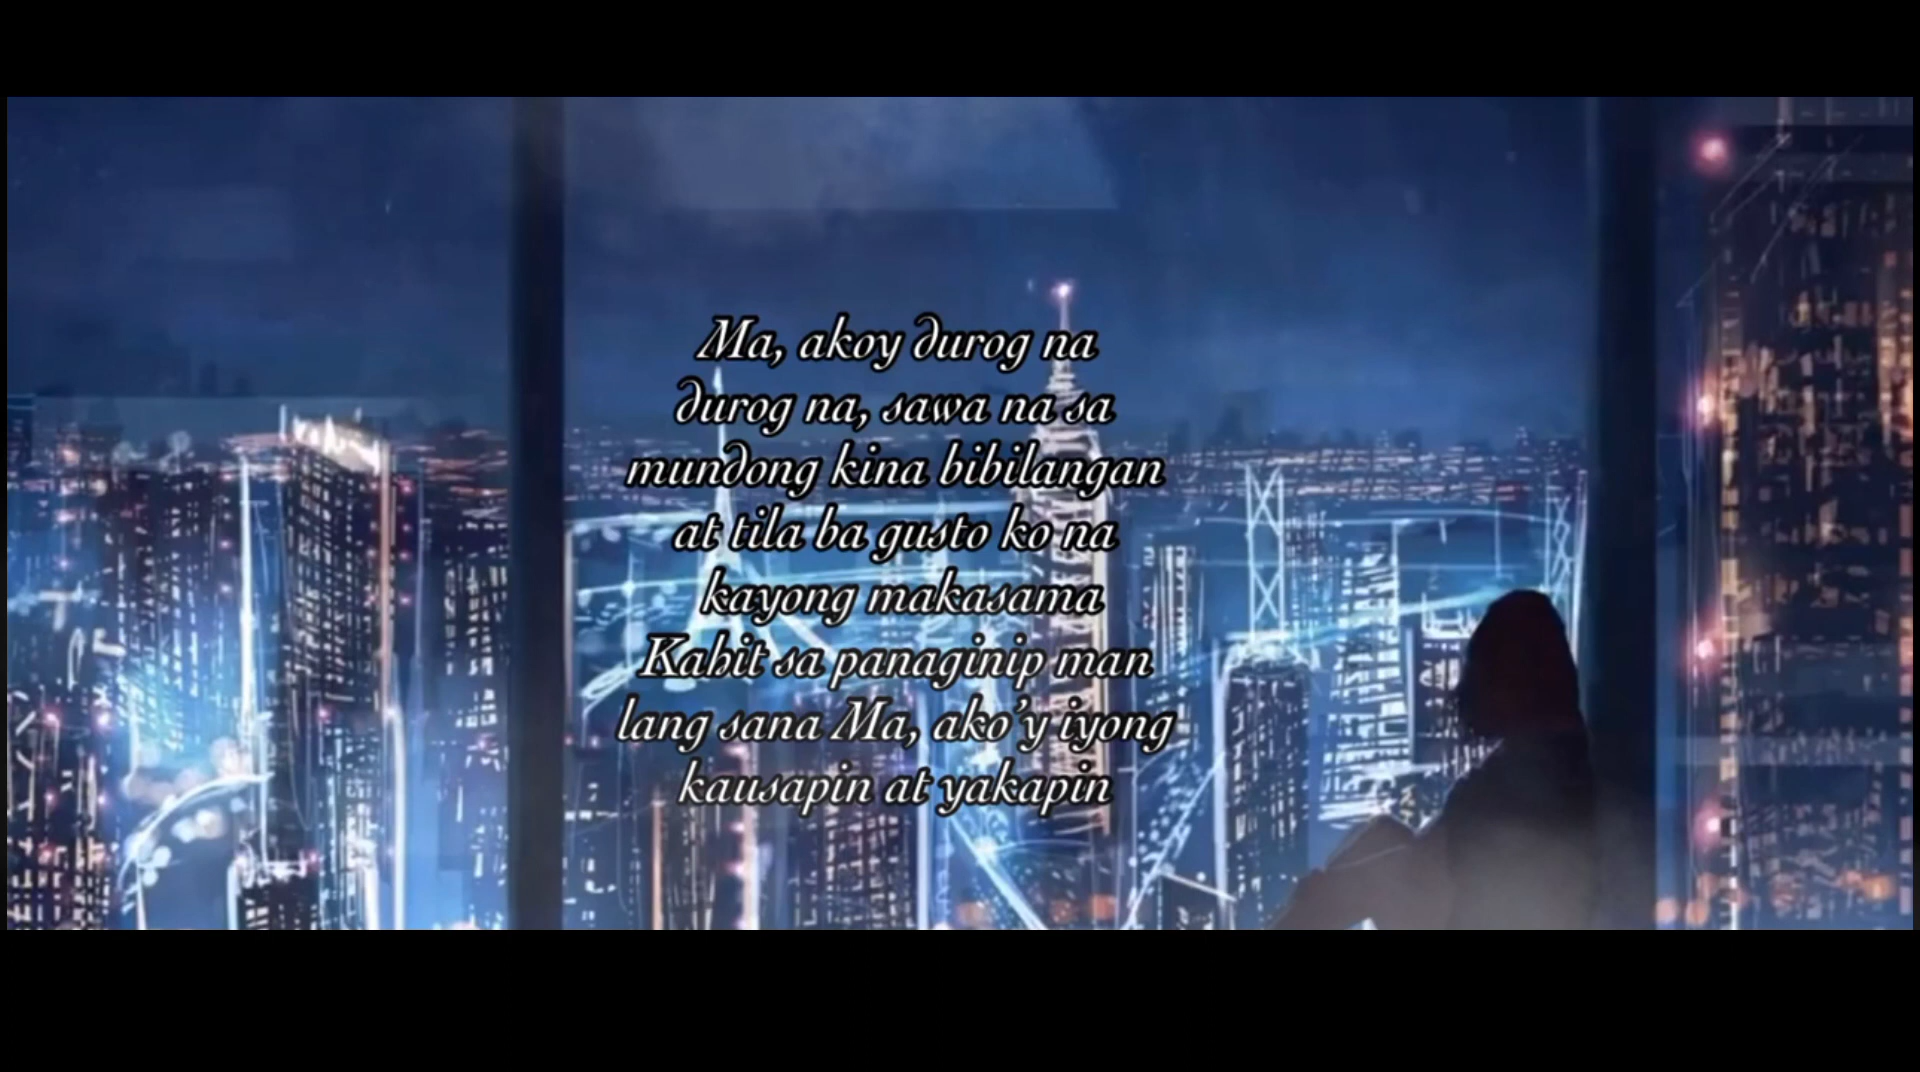 Ma, akoy durog na
durog na, sawa na sa
mundong kina bibilangan
at tila ba gusto ko na
kayong makasama
Kahit sa panaginip man
lang sana Ma, ako'y iyong
kausapin at yakapin